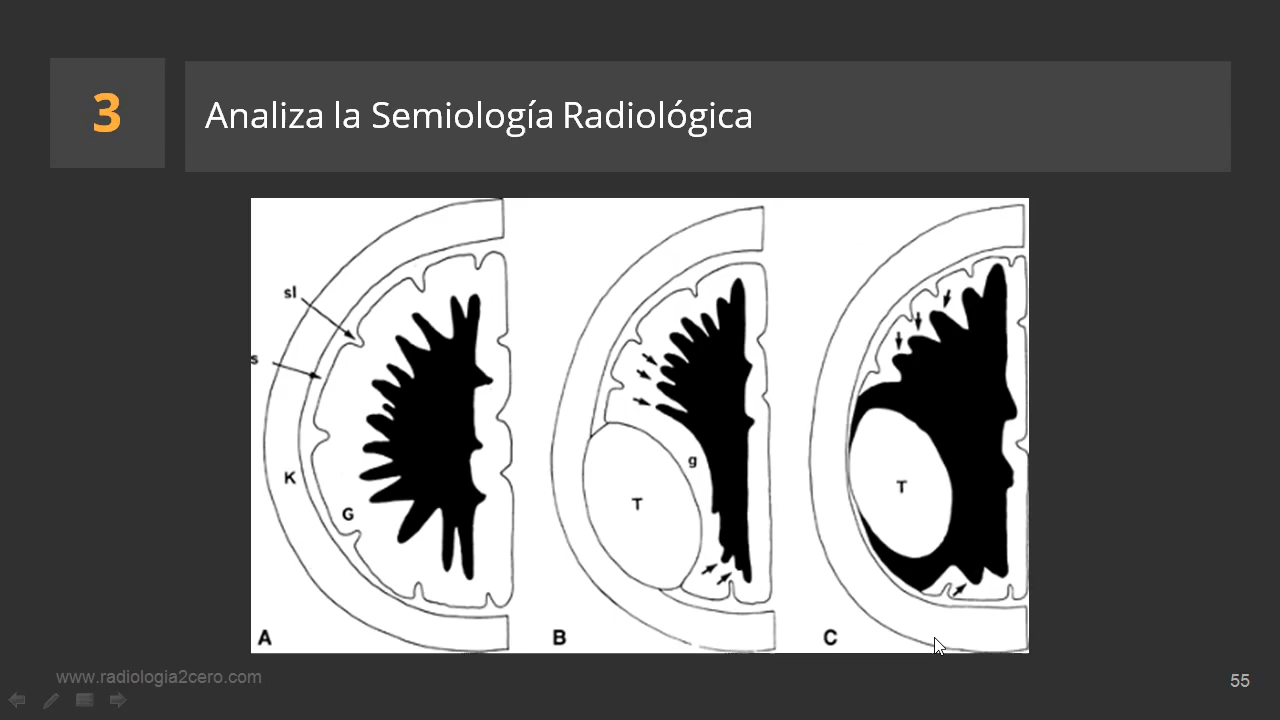 3
Analiza la Semiología Radiológica
sl
s
K
G
A
g
T
B
T
C
www.radiologia2cero.com
55